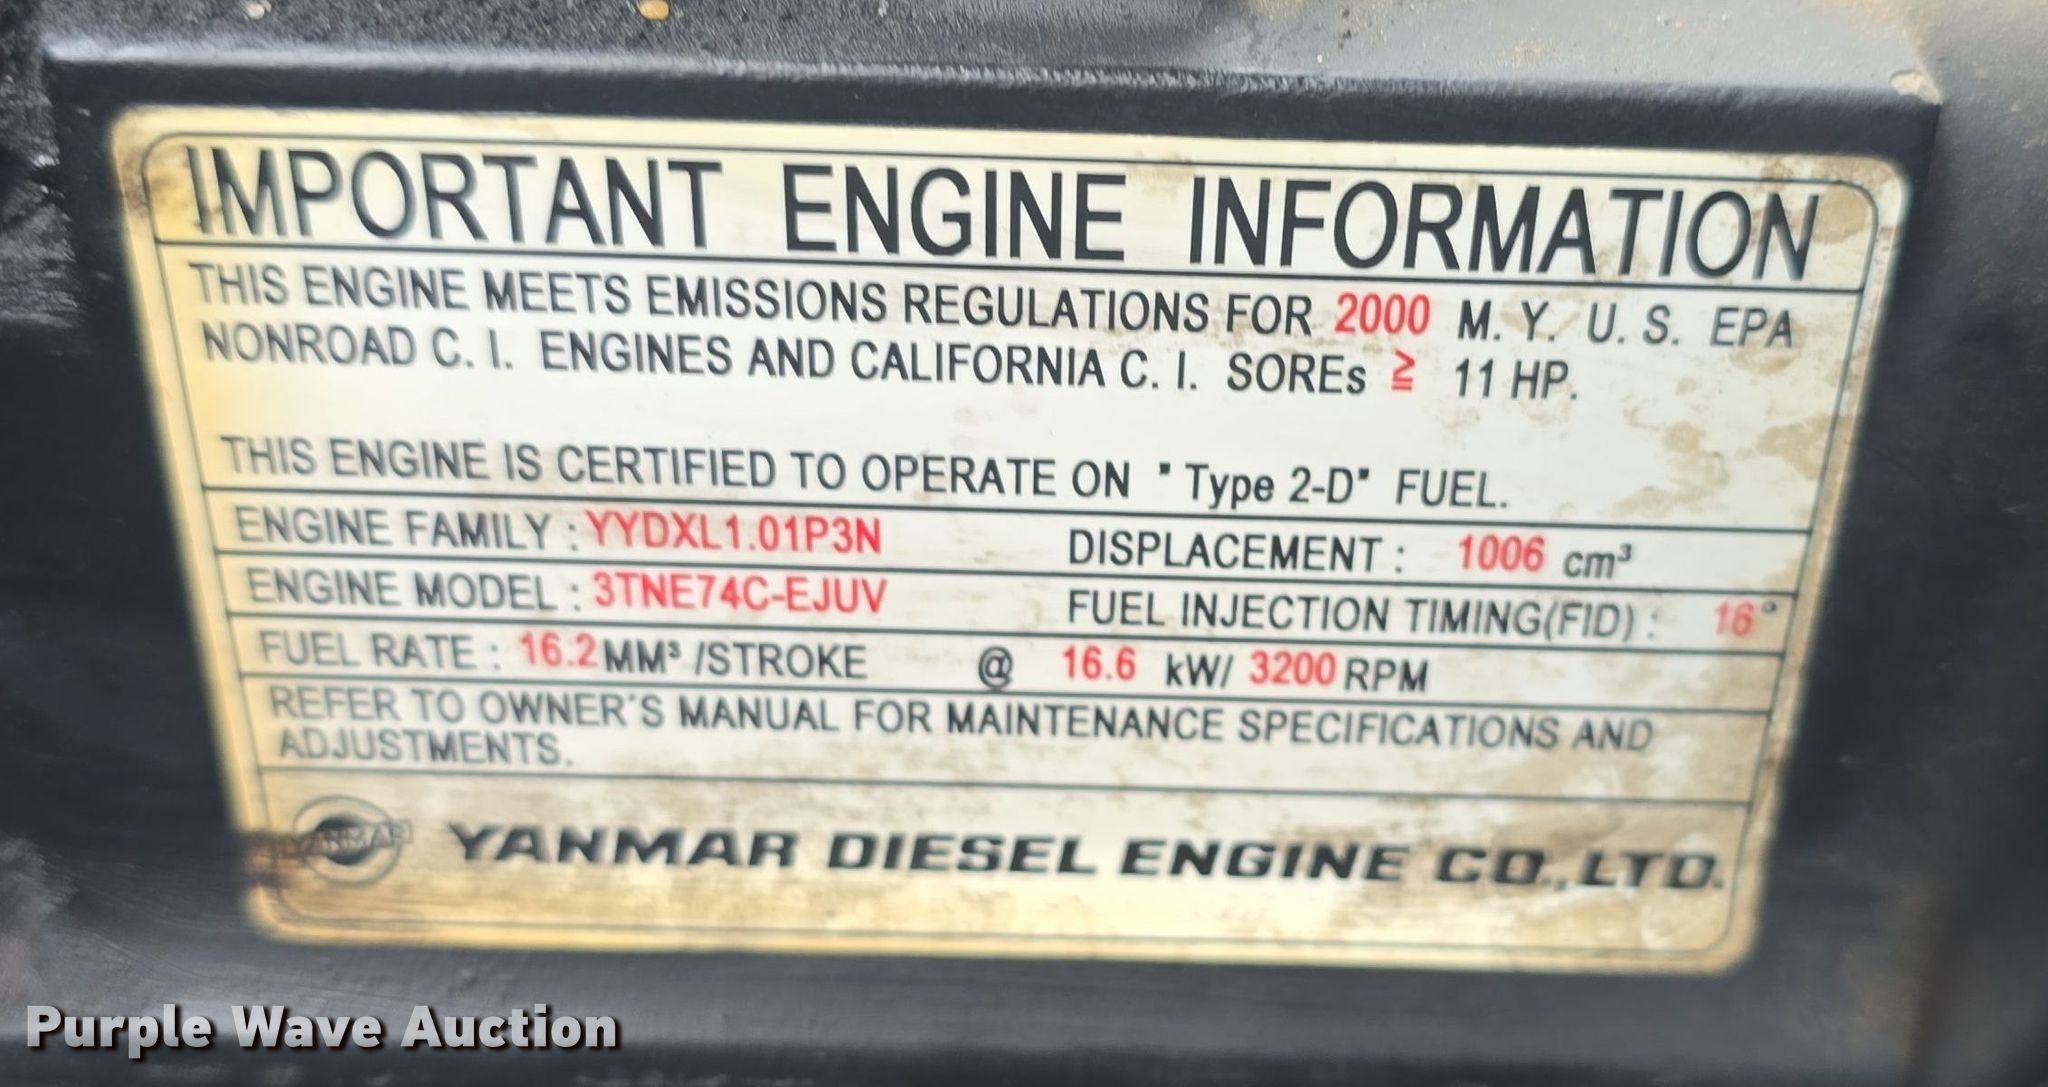 IMPORTANT ENGINE INFORMATION
THIS ENGINE MEETS EMISSIONS REGULATIONS FOR 2000 M. Y. U. S. EPA
NONROAD C. I. ENGINES AND CALIFORNIA C. I. SOREs ≧ 11 HP.
THIS ENGINE IS CERTIFIED TO OPERATE ON "Type 2-D" FUEL.
ENGINE FAMILY : YYDXL1.01P3N DISPLACEMENT : 1006 cm³
ENGINE MODEL : 3TNE74C-EJUV FUEL INJECTION TIMING(FID) : 16°
FUEL RATE : 16.2 MM³ /STROKE @ 16.6 kW/ 3200 RPM
REFER TO OWNER'S MANUAL FOR MAINTENANCE SPECIFICATIONS AND
ADJUSTMENTS.
YANMAR YANMAR DIESEL ENGINE CO.,LTD.
Purple Wave Auction